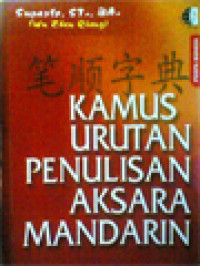 Suparto, ST., BA.
笔顺字典
KAMUS
URUTAN
PENULISAN
AKSARA
MANDARIN